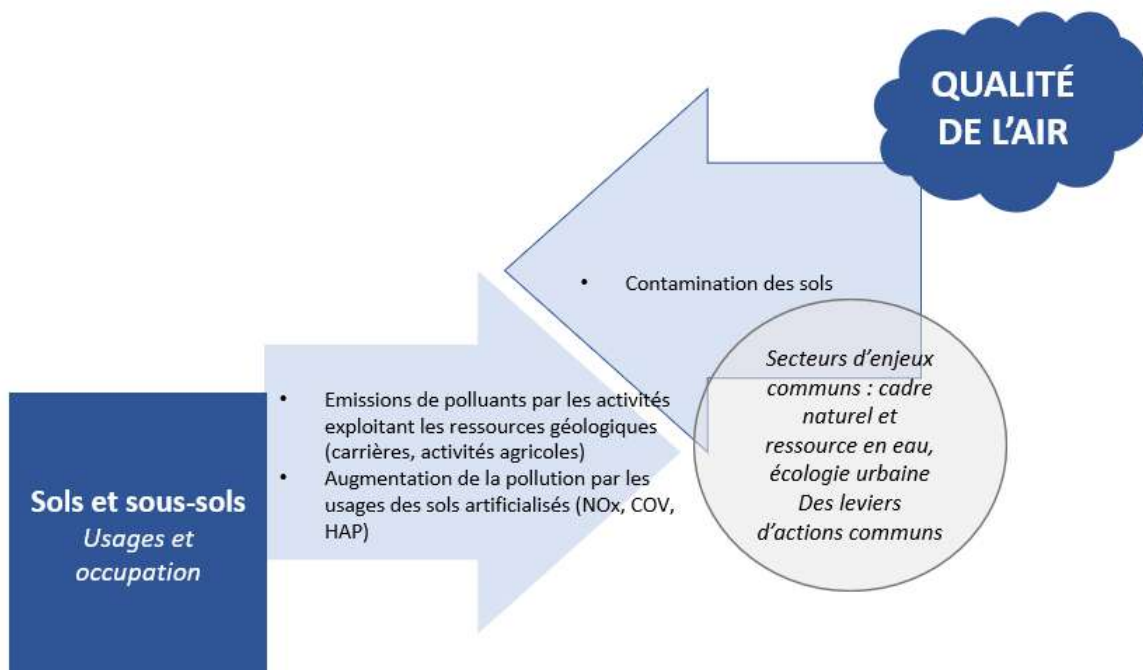 QUALITÉ
DE L'AIR
• Contamination des sols
Secteurs d'enjeux
communs : cadre
naturel et
ressource en eau,
écologie urbaine
Des leviers
d'actions communs
• Emissions de polluants par les activités
exploitant les ressources géologiques
(carrières, activités agricoles)
• Augmentation de la pollution par les
usages des sols artificialisés (NOx, COV,
HAP)
Sols et sous-sols
Usages et
occupation